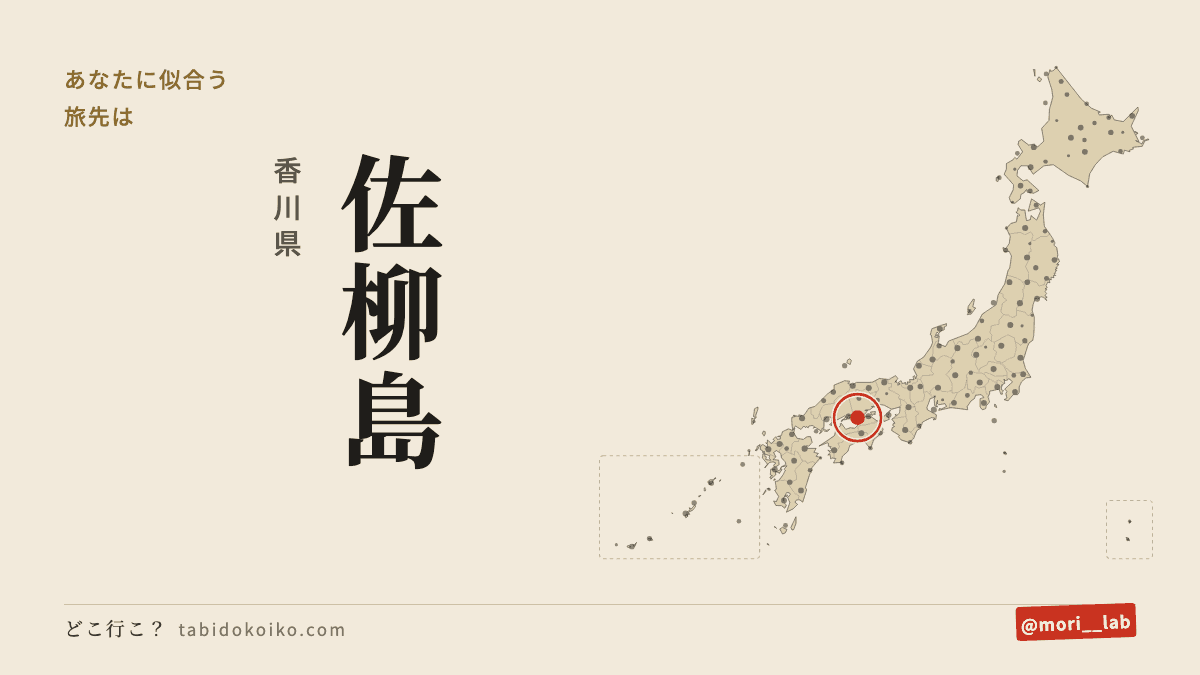 あなたに似合う
旅先は
佐柳島
香川県
どこ行こ? tabidokoiko.com
@mori__lab